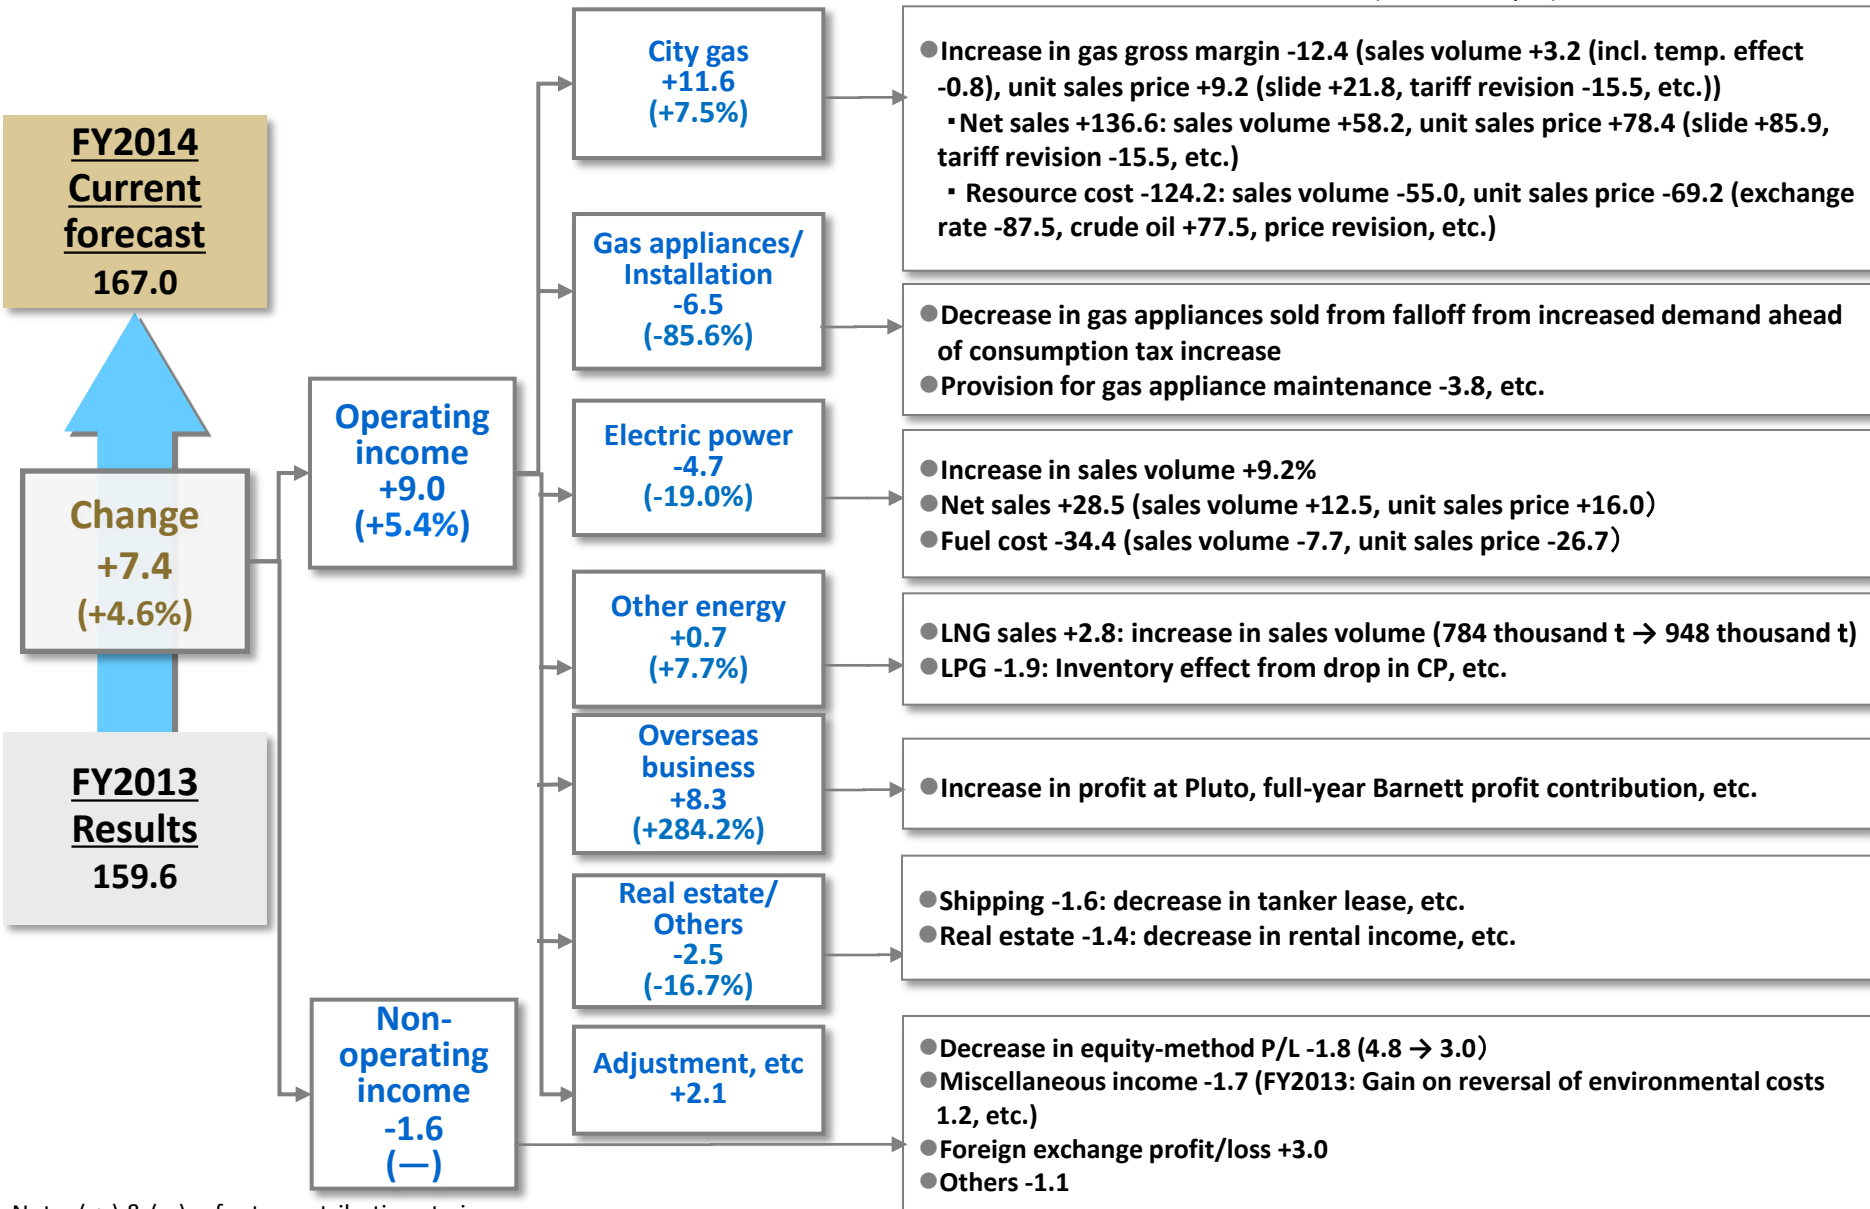 FY2014
Current
forecast
167.0
Change
+7.4
(+4.6%)
FY2013
Results
159.6
Operating
income
+9.0
(+5.4%)
Non-
operating
income
-1.6
(—)
City gas
+11.6
(+7.5%)
●Increase in gas gross margin -12.4 (sales volume +3.2 (incl. temp. effect
-0.8), unit sales price +9.2 (slide +21.8, tariff revision -15.5, etc.))
・Net sales +136.6: sales volume +58.2, unit sales price +78.4 (slide +85.9,
tariff revision -15.5, etc.)
・ Resource cost -124.2: sales volume -55.0, unit sales price -69.2 (exchange
rate -87.5, crude oil +77.5, price revision, etc.)
Gas appliances/
Installation
-6.5
(-85.6%)
●Decrease in gas appliances sold from falloff from increased demand ahead
of consumption tax increase
●Provision for gas appliance maintenance -3.8, etc.
Electric power
-4.7
(-19.0%)
●Increase in sales volume +9.2%
●Net sales +28.5 (sales volume +12.5, unit sales price +16.0）
●Fuel cost -34.4 (sales volume -7.7, unit sales price -26.7）
Other energy
+0.7
(+7.7%)
●LNG sales +2.8: increase in sales volume (784 thousand t → 948 thousand t)
●LPG -1.9: Inventory effect from drop in CP, etc.
Overseas
business
+8.3
(+284.2%)
●Increase in profit at Pluto, full-year Barnett profit contribution, etc.
Real estate/
Others
-2.5
(-16.7%)
●Shipping -1.6: decrease in tanker lease, etc.
●Real estate -1.4: decrease in rental income, etc.
Adjustment, etc
+2.1
●Decrease in equity-method P/L -1.8 (4.8 → 3.0）
●Miscellaneous income -1.7 (FY2013: Gain on reversal of environmental costs
1.2, etc.)
●Foreign exchange profit/loss +3.0
●Others -1.1